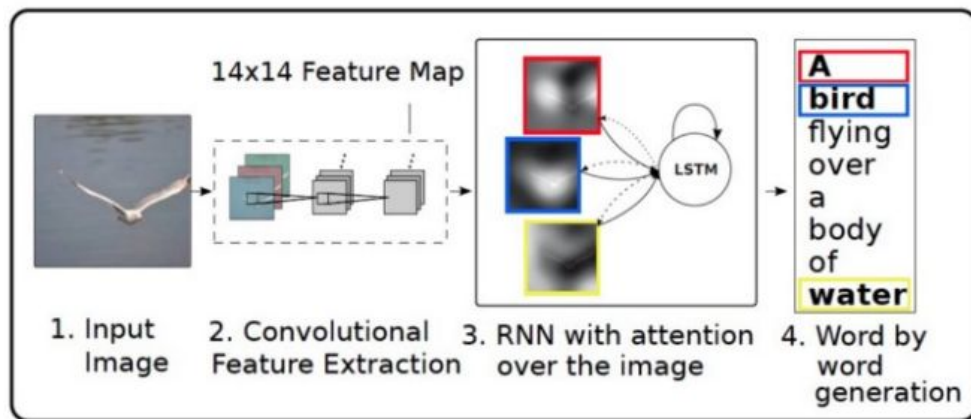 14x14 Feature Map
LSTM
A
bird
flying
over
a
body
of
water
1. Input
Image
2. Convolutional
Feature Extraction
3. RNN with attention
over the image
4. Word by
word
generation